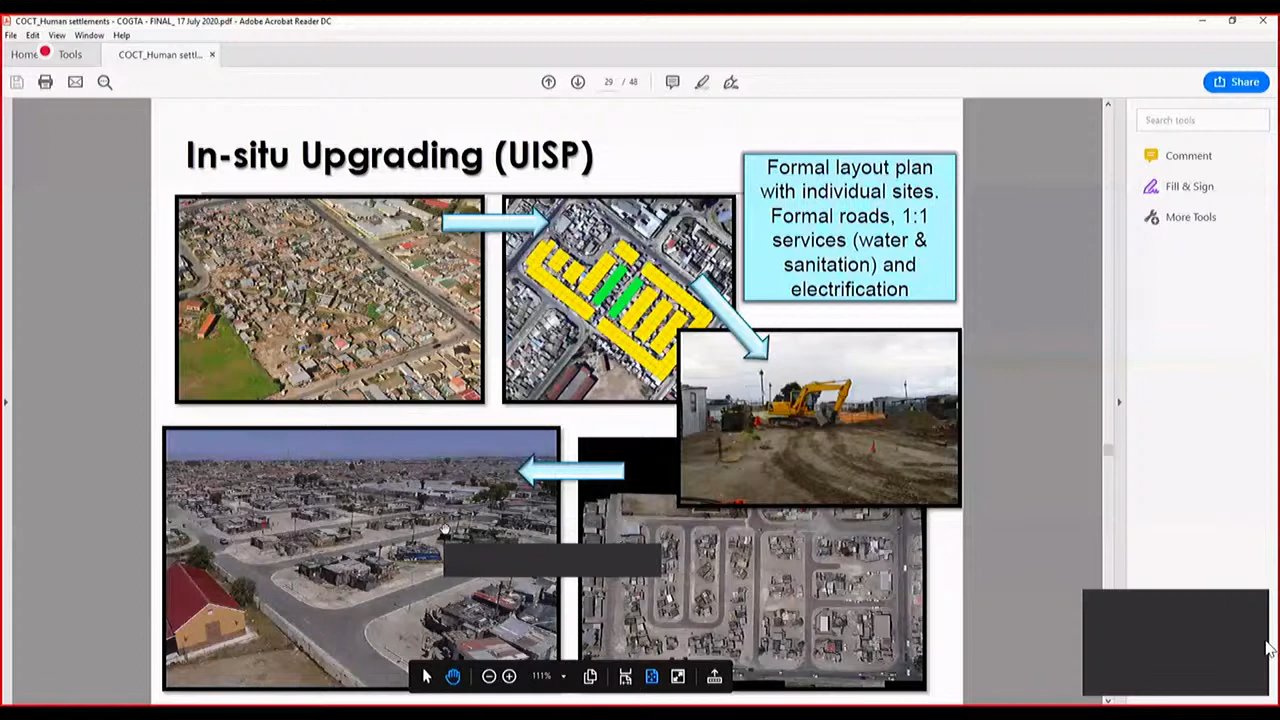 COCT_Human settlements - COGTA - FINAL_ 17 July 2020.pdf - Adobe Acrobat Reader DC
File Edit View Window Help
Home Tools COCT_Human settl... ×
29 / 48
Share
In-situ Upgrading (UISP)
Formal layout plan
with individual sites.
Formal roads, 1:1
services (water &
sanitation) and
electrification
Search tools
Comment
Fill & Sign
More Tools
111%